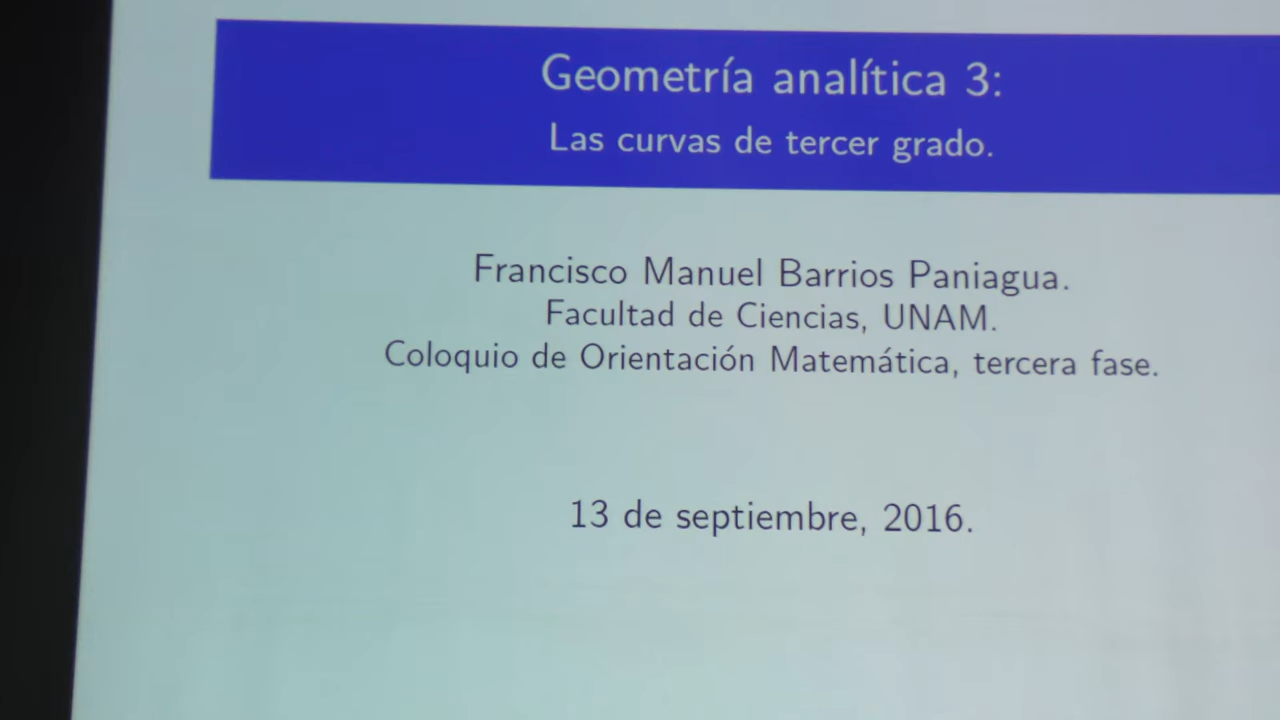 Geometría analítica 3:
Las curvas de tercer grado.
Francisco Manuel Barrios Paniagua.
Facultad de Ciencias, UNAM.
Coloquio de Orientación Matemática, tercera fase.
13 de septiembre, 2016.